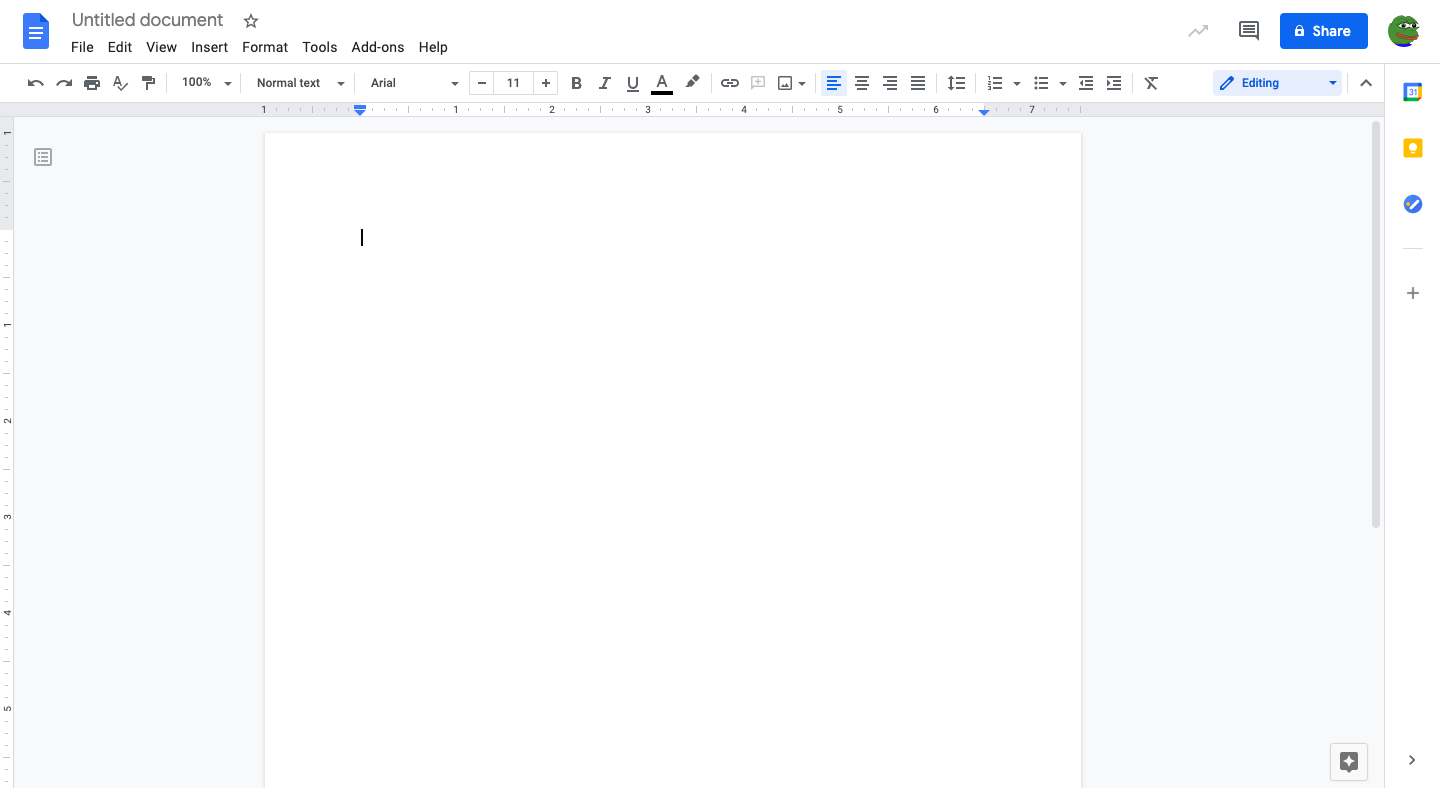 Untitled document
File Edit View Insert Format Tools Add-ons Help
Share
100% Normal text Arial 11 B I U A Editing
1 1 2 3 4 5 6 7
31
1
1
2
3
4
5